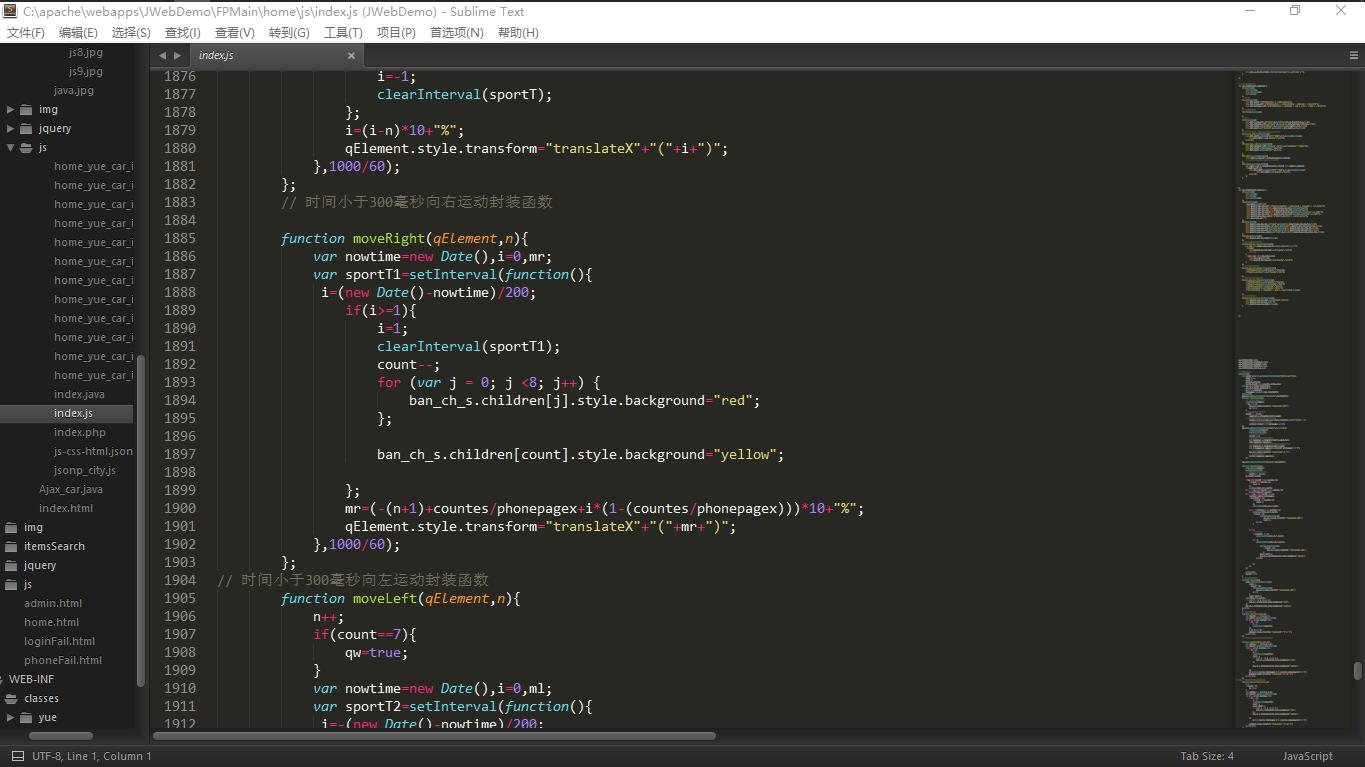 C:\apache\webapps\JWebDemo\FPMain\home\js\index.js (JWebDemo) - Sublime Text
文件(F) 编辑(E) 选择(S) 查找(I) 查看(V) 转到(G) 工具(T) 项目(P) 首选项(N) 帮助(H)
js8.jpg
js9.jpg
java.jpg
img
jquery
js
home_yue_car_i
home_yue_car_i
home_yue_car_i
home_yue_car_i
home_yue_car_i
home_yue_car_i
home_yue_car_i
home_yue_car_i
home_yue_car_i
home_yue_car_i
home_yue_car_i
home_yue_car_i
index.java
index.js
index.php
js-css-html.json
jsonp_city.js
Ajax_car.java
index.html
img
itemsSearch
jquery
js
admin.html
home.html
loginFail.html
phoneFail.html
WEB-INF
classes
yue
index.js
1876 i=-1;
1877 clearInterval(sportT);
1878 };
1879 i=(i-n)*10+"%";
1880 qElement.style.transform="translateX"+"("+i+")";
1881 },1000/60);
1882 };
1883 // 时间小于300毫秒向右运动封装函数
1884
1885 function moveRight(qElement,n){
1886 var nowtime=new Date(),i=0,mr;
1887 var sportT1=setInterval(function(){
1888 i=(new Date()-nowtime)/200;
1889 if(i>=1){
1890 i=1;
1891 clearInterval(sportT1);
1892 count--;
1893 for (var j = 0; j <8; j++) {
1894 ban_ch_s.children[j].style.background="red";
1895 };
1896
1897 ban_ch_s.children[count].style.background="yellow";
1898
1899 };
1900 mr=(-(n+1)+countes/phonepagex+i*(1-(countes/phonepagex)))*10+"%";
1901 qElement.style.transform="translateX"+"("+mr+")";
1902 },1000/60);
1903 };
1904 // 时间小于300毫秒向左运动封装函数
1905 function moveLeft(qElement,n){
1906 n++;
1907 if(count==7){
1908 qw=true;
1909 }
1910 var nowtime=new Date(),i=0,ml;
1911 var sportT2=setInterval(function(){
1912 i=-(new Date()-nowtime)/200;
UTF-8, Line 1, Column 1
Tab Size: 4
JavaScript